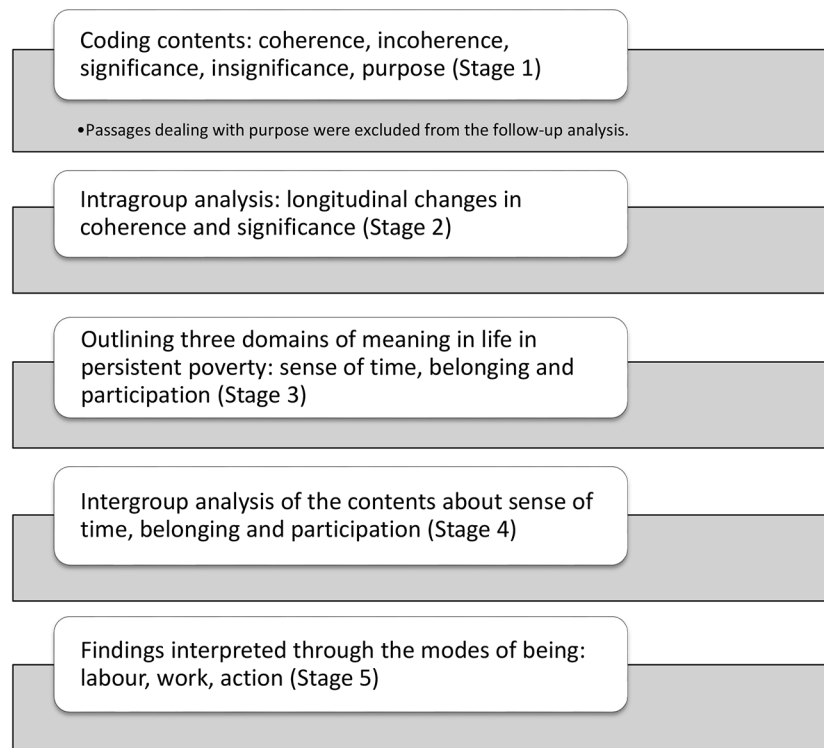 Coding contents: coherence, incoherence,
significance, insignificance, purpose (Stage 1)
•Passages dealing with purpose were excluded from the follow-up analysis.
Intragroup analysis: longitudinal changes in
coherence and significance (Stage 2)
Outlining three domains of meaning in life in
persistent poverty: sense of time, belonging and
participation (Stage 3)
Intergroup analysis of the contents about sense of
time, belonging and participation (Stage 4)
Findings interpreted through the modes of being:
labour, work, action (Stage 5)